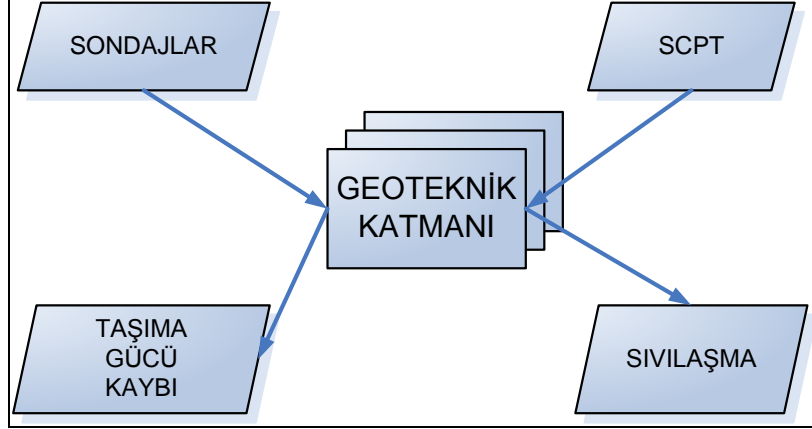 SONDAJLAR
SCPT
GEOTEKNİK
KATMANI
TAŞIMA
GÜCÜ
KAYBI
SIVILAŞMA